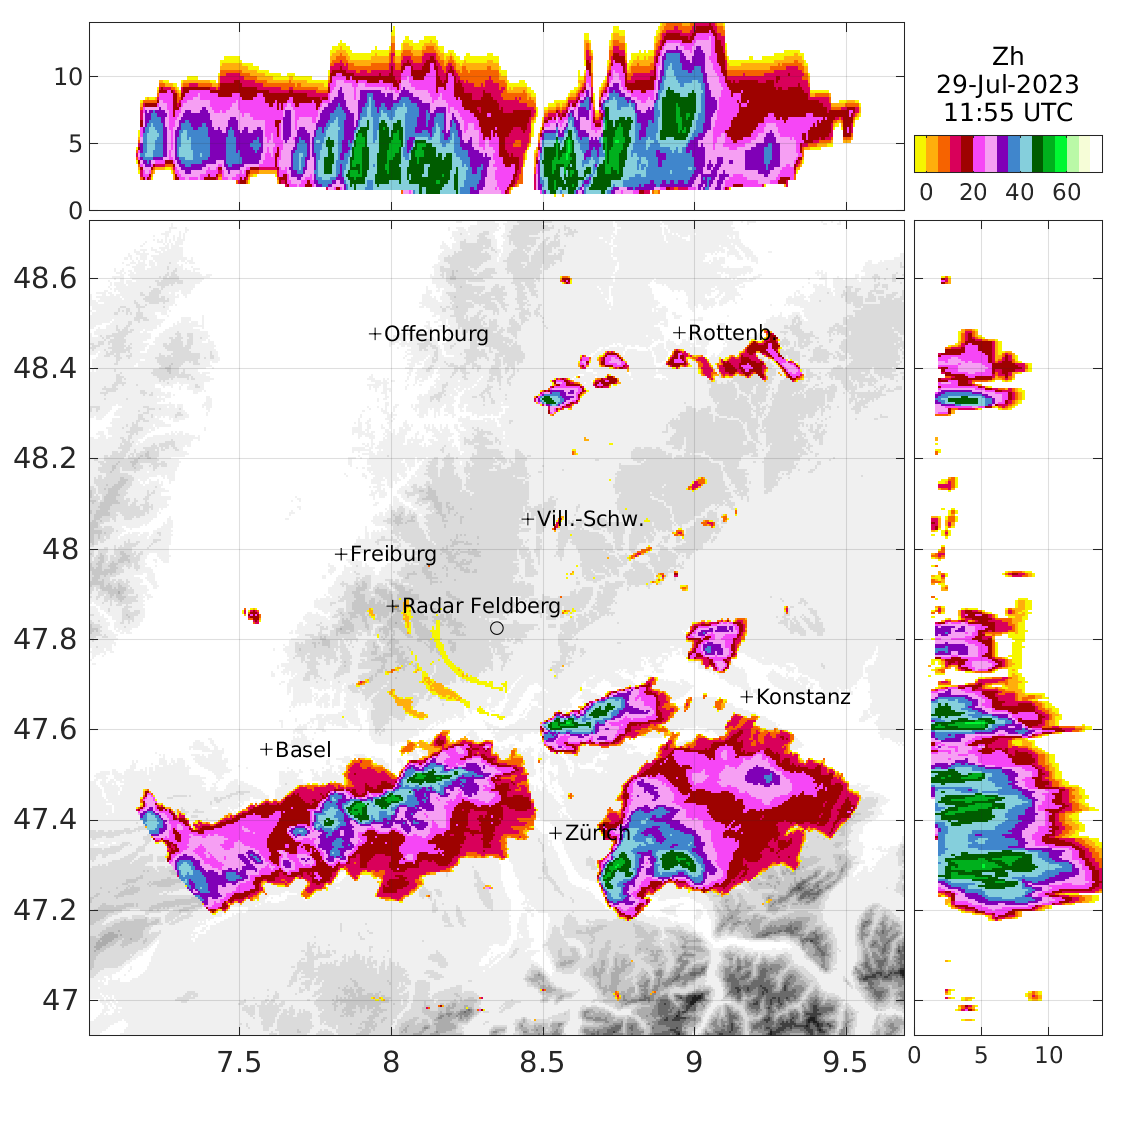 Zh
29-Jul-2023
11:55 UTC
0 20 40 60
10
5
0
48.6
48.4
48.2
48
47.8
47.6
47.4
47.2
47
+Offenburg
+Rottenb.
+Vill.-Schw.
+Freiburg
+Radar Feldberg
+Konstanz
+Basel
+Zürich
7.5 8 8.5 9 9.5
0 5 10